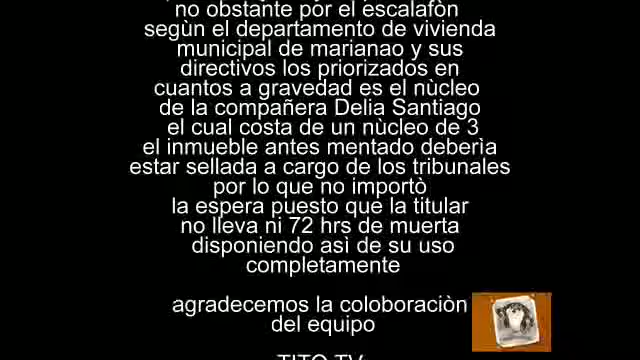 no obstante por el escalafòn
segùn el departamento de vivienda
municipal de marianao y sus
directivos los priorizados en
cuantos a gravedad es el nùcleo
de la compañera Delia Santiago
el cual costa de un nùcleo de 3
el inmueble antes mentado deberìa
estar sellada a cargo de los tribunales
por lo que no importò
la espera puesto que la titular
no lleva ni 72 hrs de muerta
disponiendo asì de su uso
completamente
agradecemos la coloboraciòn
del equipo
TITO TV